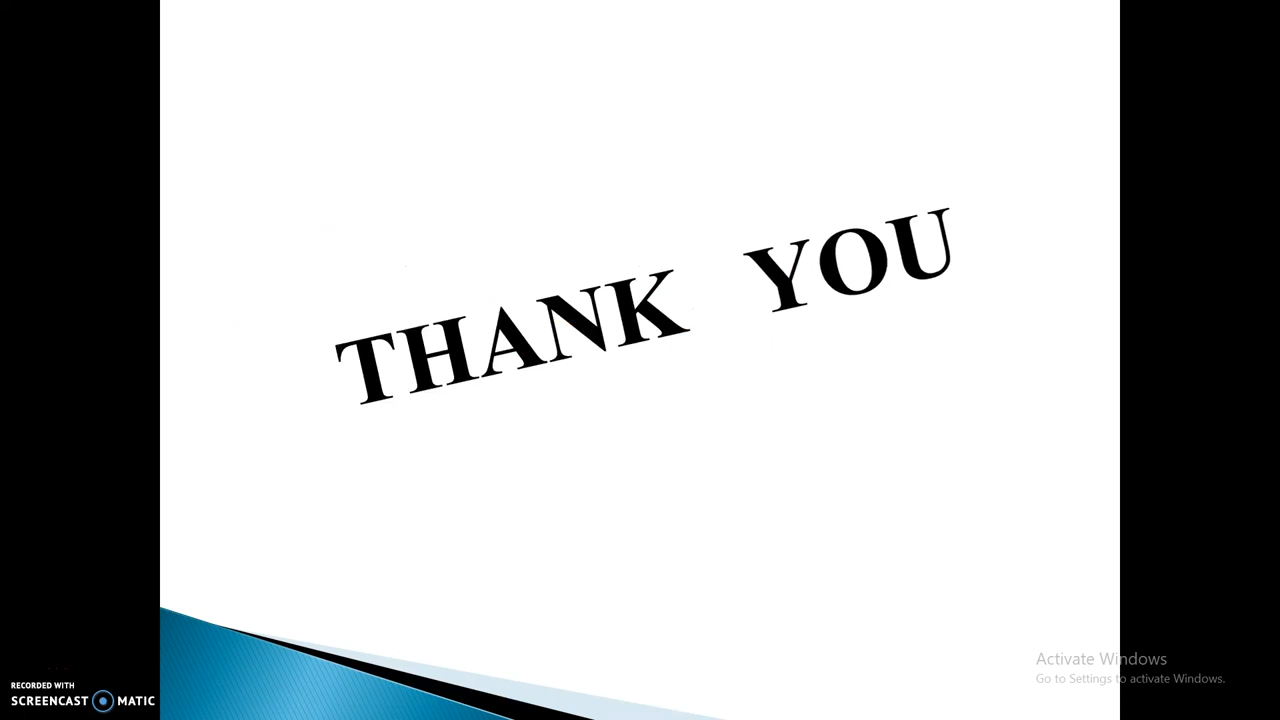 THANK YOU
Activate Windows
Go to Settings to activate Windows.
RECORDED WITH
SCREENCAST MATIC